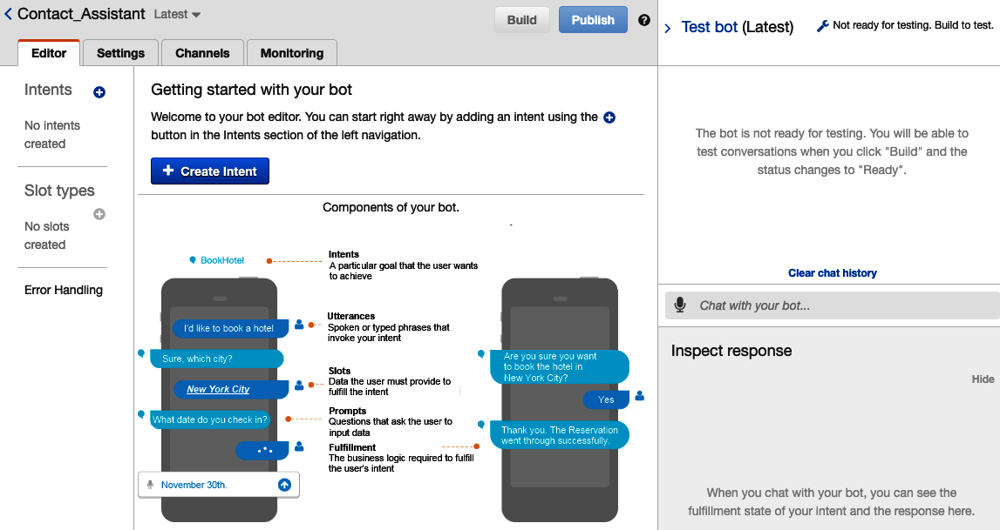 Contact_Assistant Latest
Build
Publish
?
Editor
Settings
Channels
Monitoring
Intents
No intents
created
Slot types
No slots
created
Error Handling
Getting started with your bot
Welcome to your bot editor. You can start right away by adding an intent using the
button in the Intents section of the left navigation.
Create Intent
Components of your bot.
BookHotel
Intents
A particular goal that the user wants
to achieve
I'd like to book a hotel
Utterances
Spoken or typed phrases that
invoke your intent
Sure, which city?
New York City
Slots
Data the user must provide to
fulfill the intent
What date do you check in?
Prompts
Questions that ask the user to
input data
Fulfillment
The business logic required to fulfill
the user's intent
November 30th.
Are you sure you want
to book the hotel in
New York City?
Yes
Thank you. The Reservation
went through successfully.
Test bot (Latest)
Not ready for testing. Build to test.
The bot is not ready for testing. You will be able to
test conversations when you click "Build" and the
status changes to "Ready".
Clear chat history
Chat with your bot...
Inspect response
Hide
When you chat with your bot, you can see the
fulfillment state of your intent and the response here.